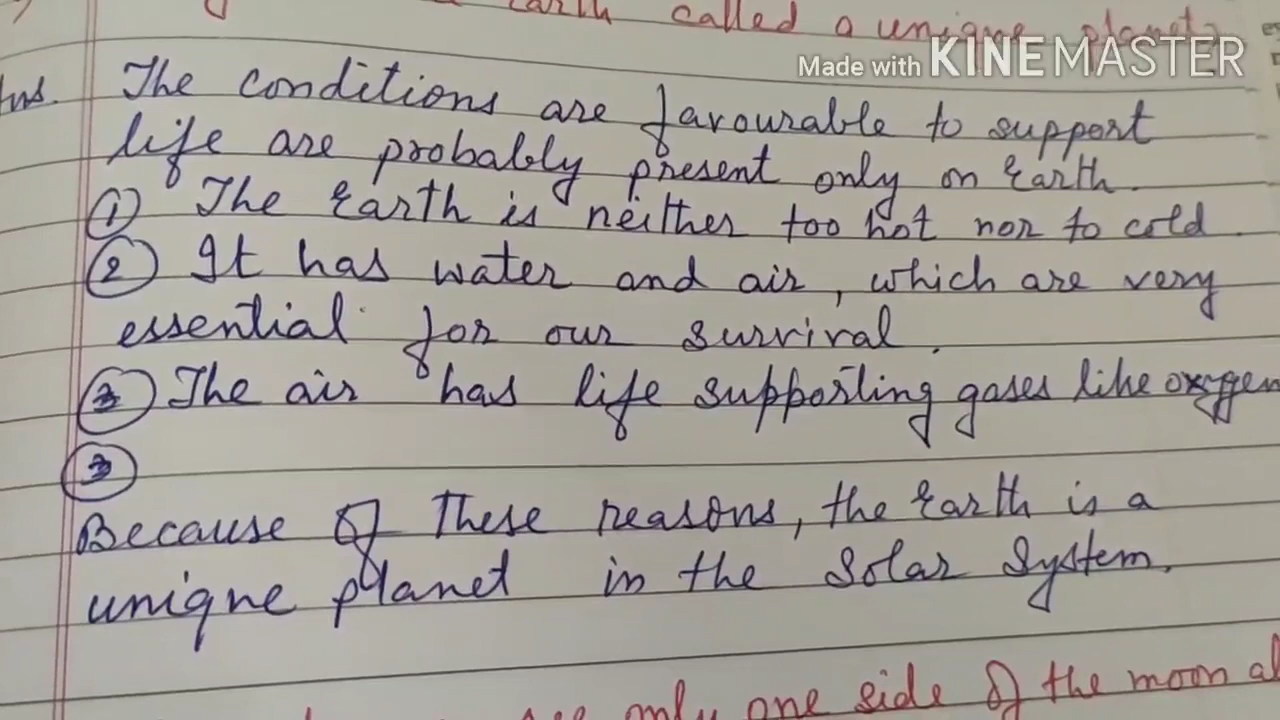 Earth called a unique planet?
Made with KINEMASTER
Ans. The conditions are favourable to support
life are probably present only on Earth.
① The Earth is neither too hot nor to cold.
② It has water and air, which are very
essential for our survival.
③ The air has life supporting gases like oxygen
③
Because of These reasons, the Earth is a
unique planet in the Solar System.
only one side of the moon